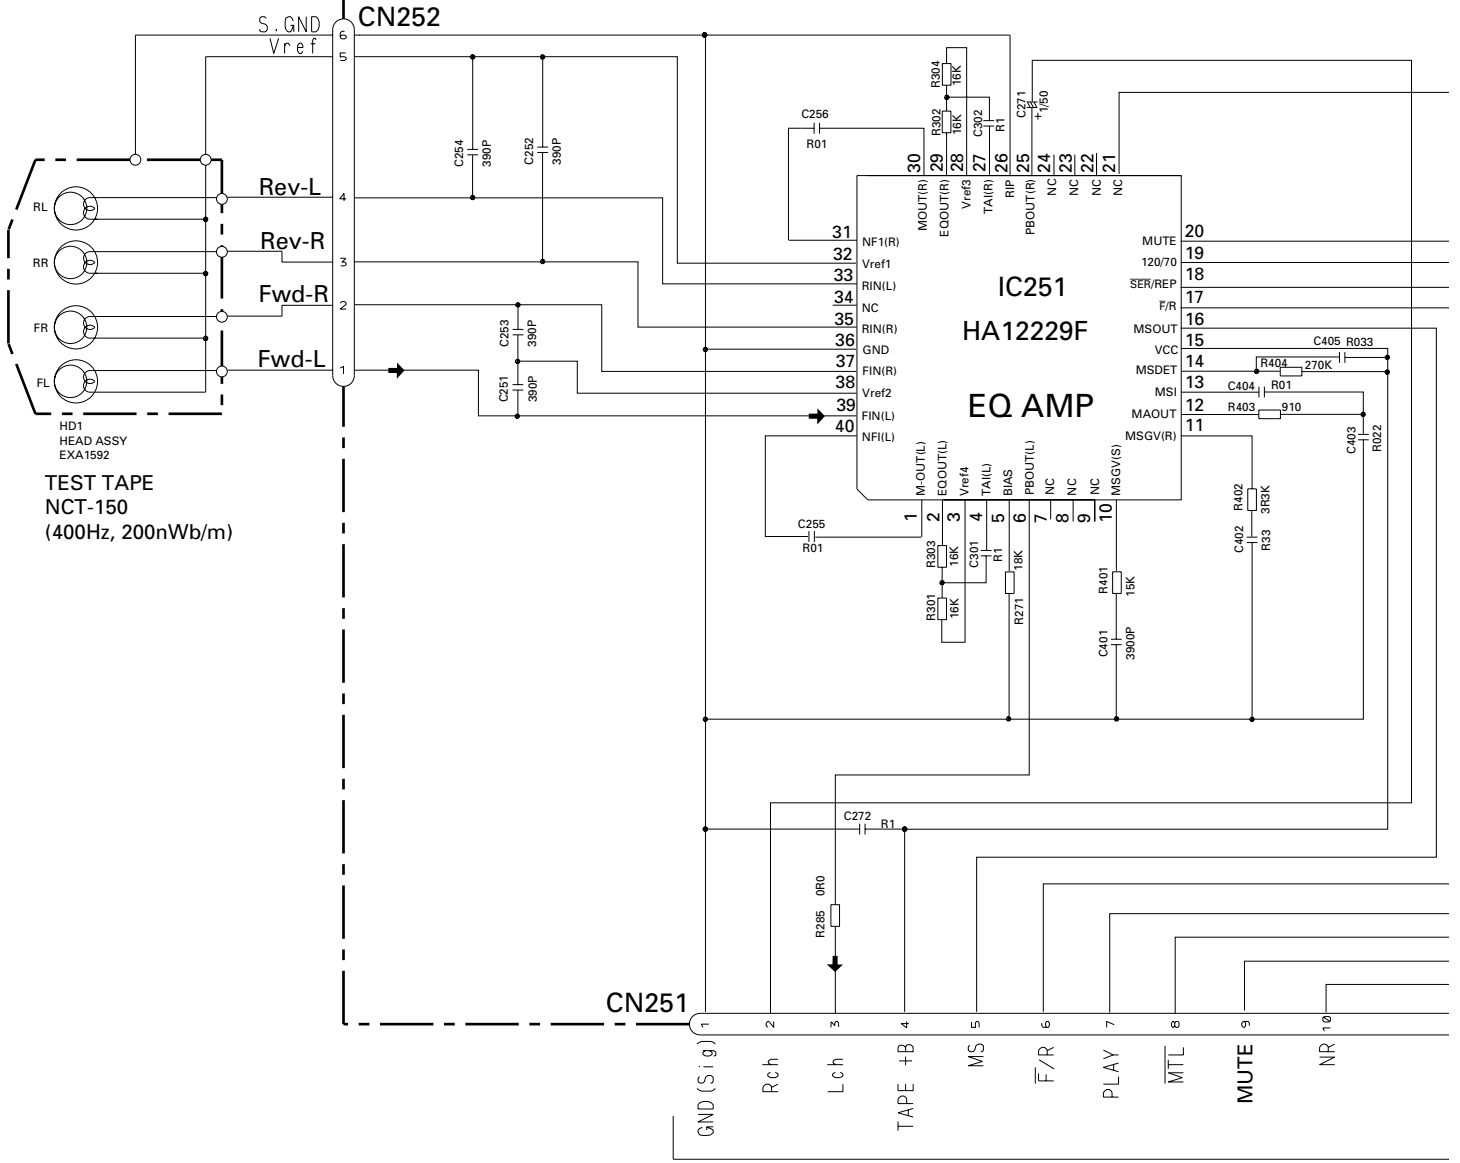 CN252
S.GND
Vref
6
5
4
3
2
1
Rev-L
Rev-R
Fwd-R
Fwd-L
RL
RR
FR
FL
HD1
HEAD ASSY
EXA1592
TEST TAPE
NCT-150
(400Hz, 200nWb/m)
C254
390P
C252
390P
C253
390P
C251
390P
C256
R01
R304
16K
R302
16K
C302
R1
C271
+1/50
30
29
28
27
26
25
24
23
22
21
MOUT(R)
EQOUT(R)
Vref3
TAI(R)
RIP
PBOUT(R)
NC
NC
NC
NC
31 NF1(R)
32 Vref1
33 RIN(L)
34 NC
35 RIN(R)
36 GND
37 FIN(R)
38 Vref2
39 FIN(L)
40 NFI(L)
IC251
HA12229F
EQ AMP
MUTE 20
120/70 19
SER/REP 18
F/R 17
MSOUT 16
VCC 15
MSDET 14
MSI 13
MAOUT 12
MSGV(R) 11
M-OUT(L)
EQOUT(L)
Vref4
TAI(L)
BIAS
PBOUT(L)
NC
NC
NC
MSGV(S)
1
2
3
4
5
6
7
8
9
10
C405 R033
R404 270K
C404 R01
R403 910
C403
R022
R402
3R3K
C402
R33
C255
R01
R303
16K
R301
16K
C301
R1
18K
R271
R401
15K
C401
3900P
C272
R1
R285 0R0
CN251
1
2
3
4
5
6
7
8
9
10
GND(Sig)
Rch
Lch
TAPE +B
MS
F/R
PLAY
MTL
MUTE
NR